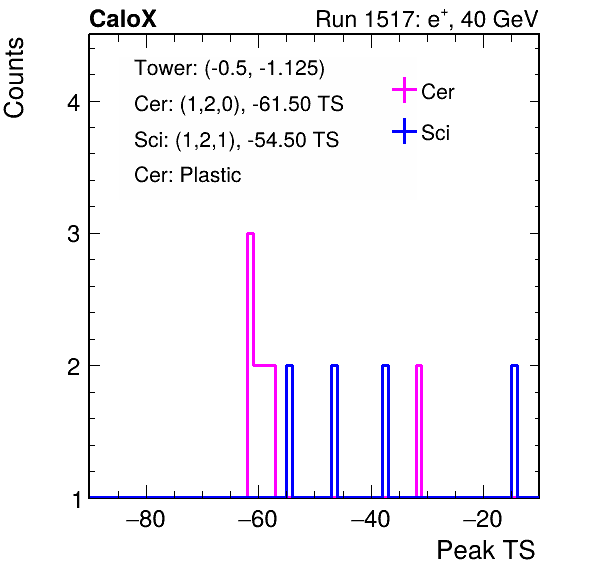 CaloX Run 1517: e⁺, 40 GeV
Counts
Tower: (-0.5, -1.125)
Cer: (1,2,0), -61.50 TS
Sci: (1,2,1), -54.50 TS
Cer: Plastic
Cer
Sci
4
3
2
1
−80 −60 −40 −20
Peak TS